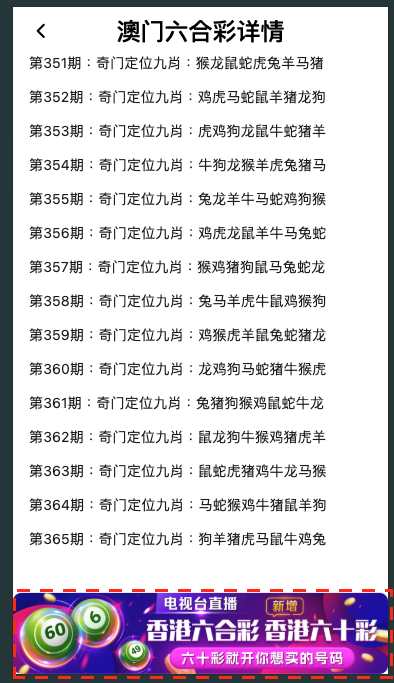 澳门六合彩详情
第351期：奇门定位九肖：猴龙鼠蛇虎兔羊马猪
第352期：奇门定位九肖：鸡虎马蛇鼠羊猪龙狗
第353期：奇门定位九肖：虎鸡狗龙鼠牛蛇猪羊
第354期：奇门定位九肖：牛狗龙猴羊虎兔猪马
第355期：奇门定位九肖：兔龙羊牛马蛇鸡狗猴
第356期：奇门定位九肖：鸡虎龙鼠羊牛马兔蛇
第357期：奇门定位九肖：猴鸡猪狗鼠马兔蛇龙
第358期：奇门定位九肖：兔马羊虎牛鼠鸡猴狗
第359期：奇门定位九肖：鸡猴虎羊鼠兔蛇猪龙
第360期：奇门定位九肖：龙鸡狗马蛇猪牛猴虎
第361期：奇门定位九肖：兔猪狗猴鸡鼠蛇牛龙
第362期：奇门定位九肖：鼠龙狗牛猴鸡猪虎羊
第363期：奇门定位九肖：鼠蛇虎猪鸡牛龙马猴
第364期：奇门定位九肖：马蛇猴鸡牛猪鼠羊狗
第365期：奇门定位九肖：狗羊猪虎马鼠牛鸡兔
电视台直播 新增
香港六合彩 香港六十彩
六十彩就开你想买的号码
60
6
49